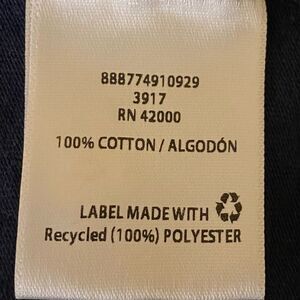 888774910929
3917
RN 42000
100% COTTON / ALGODÓN
LABEL MADE WITH
Recycled (100%) POLYESTER